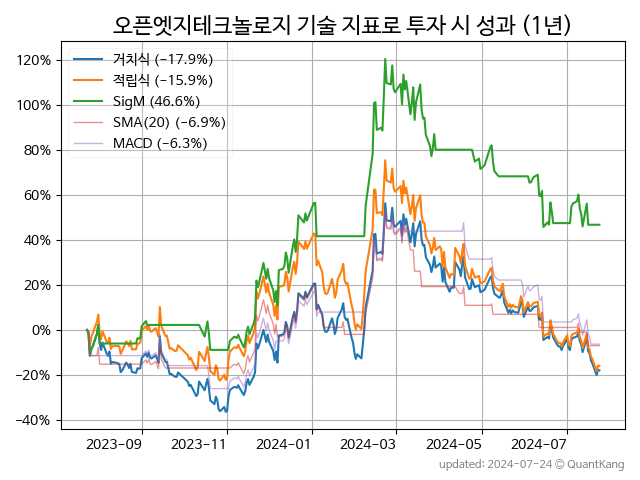 오픈엣지테크놀로지 기술 지표로 투자 시 성과 (1년)
120%
100%
80%
60%
40%
20%
0%
−20%
−40%
거치식 (−17.9%)
적립식 (−15.9%)
SigM (46.6%)
SMA(20) (−6.9%)
MACD (−6.3%)
2023−09
2023−11
2024−01
2024−03
2024−05
2024−07
updated: 2024−07−24 @ QuantKang